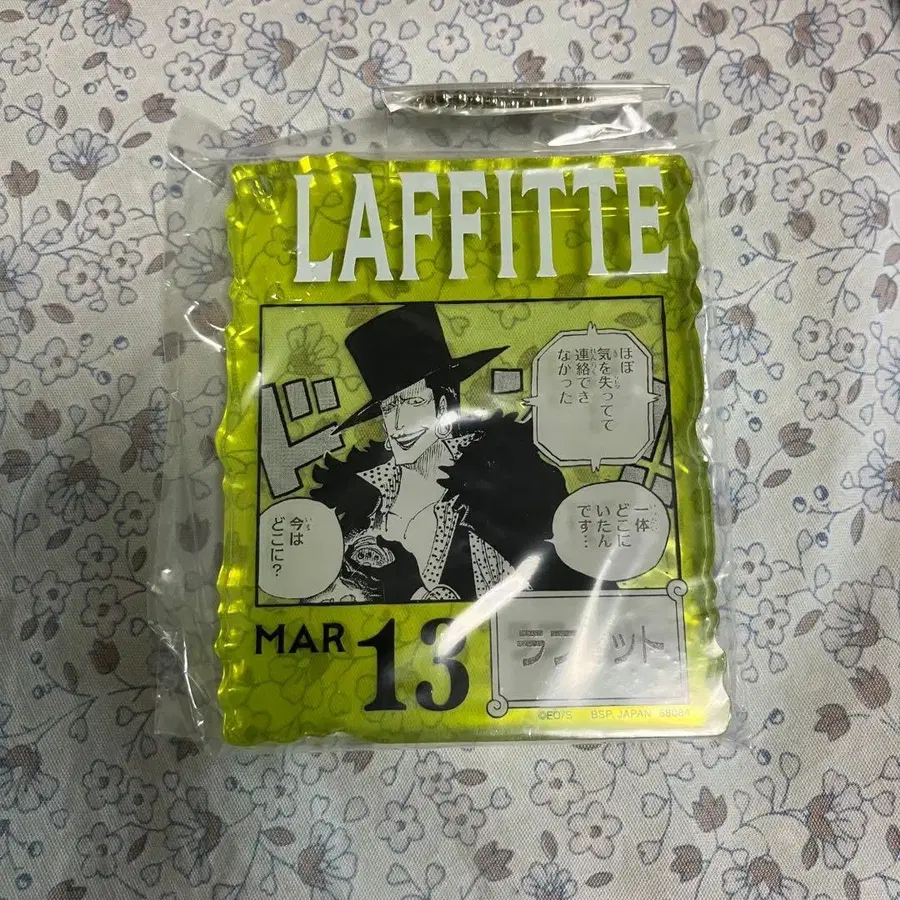 LAFFITTE
ほぼ
気を失ってて
連絡でき
なかった
一体
どこに
いたん
です…
今は
どこに?
ド
MAR 13
ラフィット
©EO/S BSP JAPAN 58084